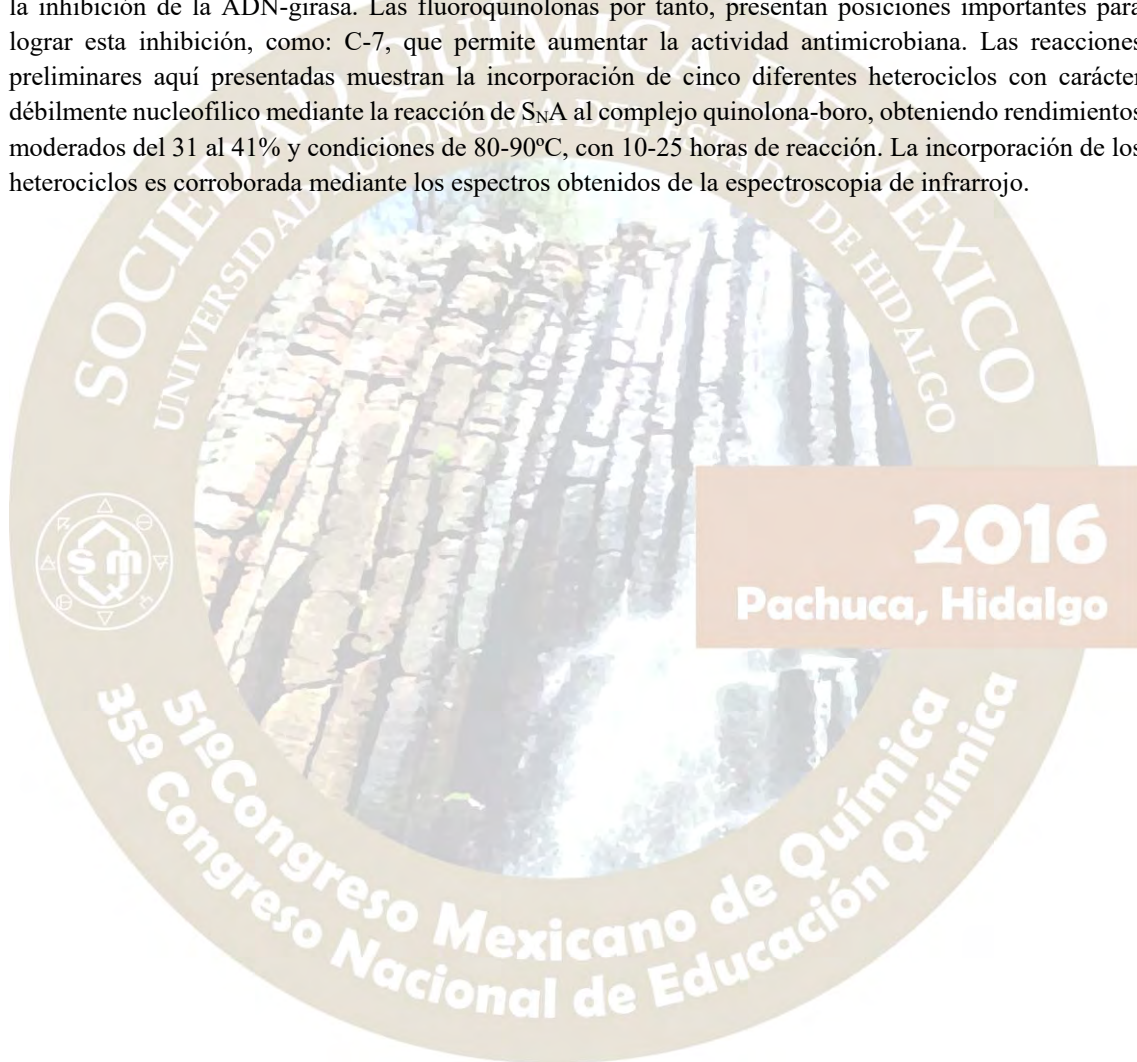 la inhibición de la ADN-girasa. Las fluoroquinolonas por tanto, presentan posiciones importantes para
lograr esta inhibición, como: C-7, que permite aumentar la actividad antimicrobiana. Las reacciones
preliminares aquí presentadas muestran la incorporación de cinco diferentes heterociclos con carácter
débilmente nucleofilico mediante la reacción de SNA al complejo quinolona-boro, obteniendo rendimientos
moderados del 31 al 41% y condiciones de 80-90ºC, con 10-25 horas de reacción. La incorporación de los
heterociclos es corroborada mediante los espectros obtenidos de la espectroscopia de infrarrojo.
SOCIEDAD QUÍMICA DE MÉXICO
UNIVERSIDAD AUTÓNOMA DEL ESTADO DE HIDALGO
SQM
2016
Pachuca, Hidalgo
51º Congreso Mexicano de Química
35º Congreso Nacional de Educación Química